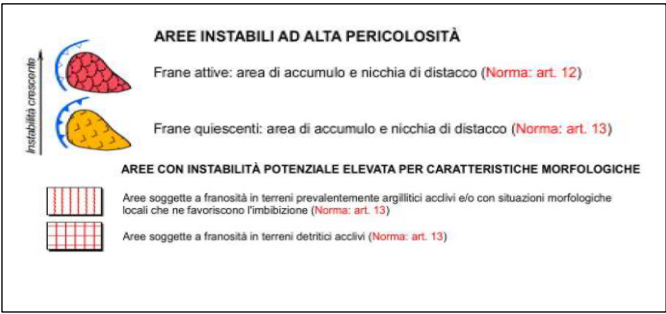 AREE INSTABILI AD ALTA PERICOLOSITÀ
Instabilità crescente
Frane attive: area di accumulo e nicchia di distacco (Norma: art. 12)
Frane quiescenti: area di accumulo e nicchia di distacco (Norma: art. 13)
AREE CON INSTABILITÀ POTENZIALE ELEVATA PER CARATTERISTICHE MORFOLOGICHE
Aree soggette a franosità in terreni prevalentemente argillitici acclivi e/o con situazioni morfologiche
locali che ne favoriscono l'imbibizione (Norma: art. 13)
Aree soggette a franosità in terreni detritici acclivi (Norma: art. 13)